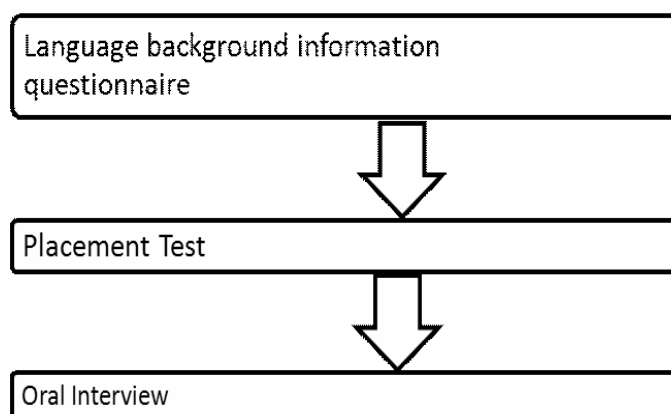 Language background information
questionnaire
Placement Test
Oral Interview